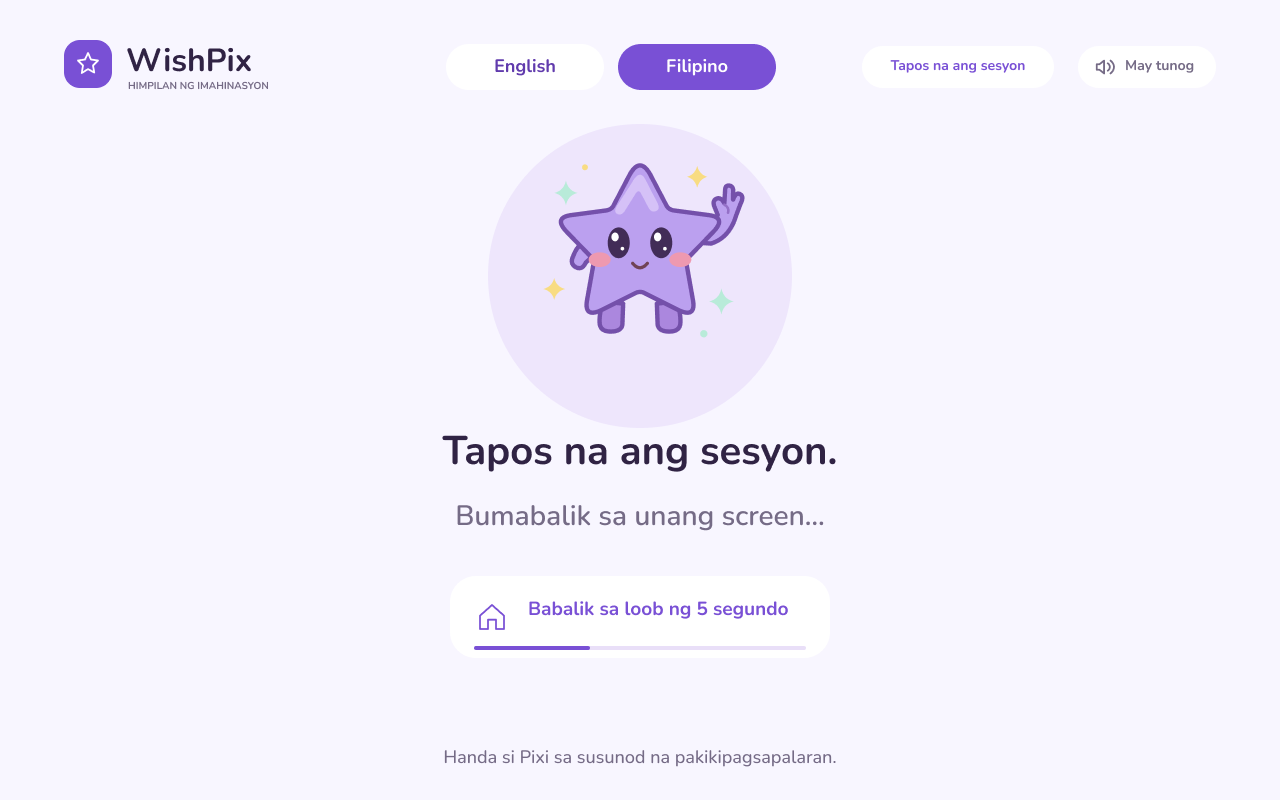 WishPix
HIMPILAN NG IMAHINASYON
English
Filipino
Tapos na ang sesyon
May tunog
Tapos na ang sesyon.
Bumabalik sa unang screen...
Babalik sa loob ng 5 segundo
Handa si Pixi sa susunod na pakikipagsapalaran.